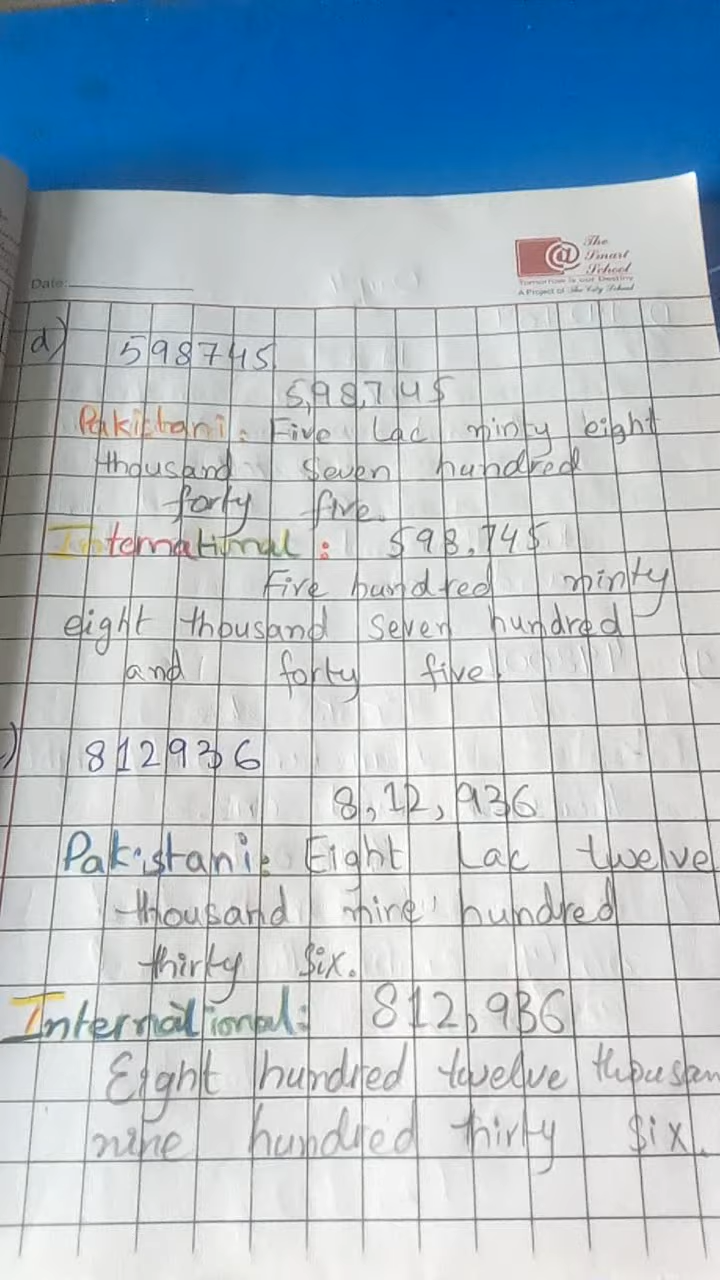 The
Smart
School
Tomorrow is our Destiny
A Project of The City School
Date:
d)
598745
5,98,745
Pakistani: Five Lac ninty eight
thousand seven hundred
forty five.
International: 598,745
Five hundred ninty
eight thousand seven hundred
and forty five.
812936
8,12,936
Pakistani: Eight Lac twelve
thousand nine hundred
thirty six.
International: 812,936
Eight hundred twelve thousan
nine hundred thirty six.